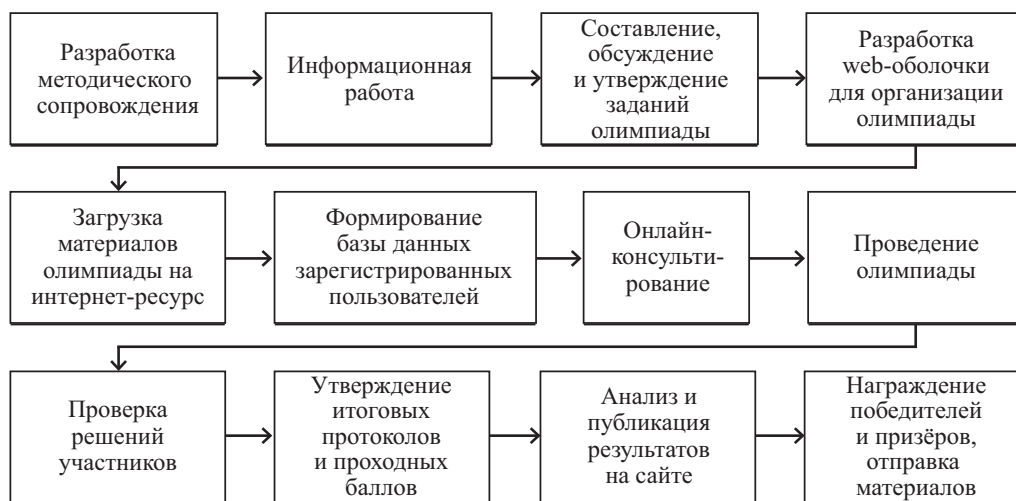 Разработка
методического
сопровождения
Информационная
работа
Составление,
обсуждение
и утверждение
заданий
олимпиады
Разработка
web-оболочки
для организации
олимпиады
Загрузка
материалов
олимпиады на
интернет-ресурс
Формирование
базы данных
зарегистрированных
пользователей
Онлайн-
консульти-
рование
Проведение
олимпиады
Проверка
решений
участников
Утверждение
итоговых
протоколов
и проходных
баллов
Анализ и
публикация
результатов
на сайте
Награждение
победителей
и призёров,
отправка
материалов